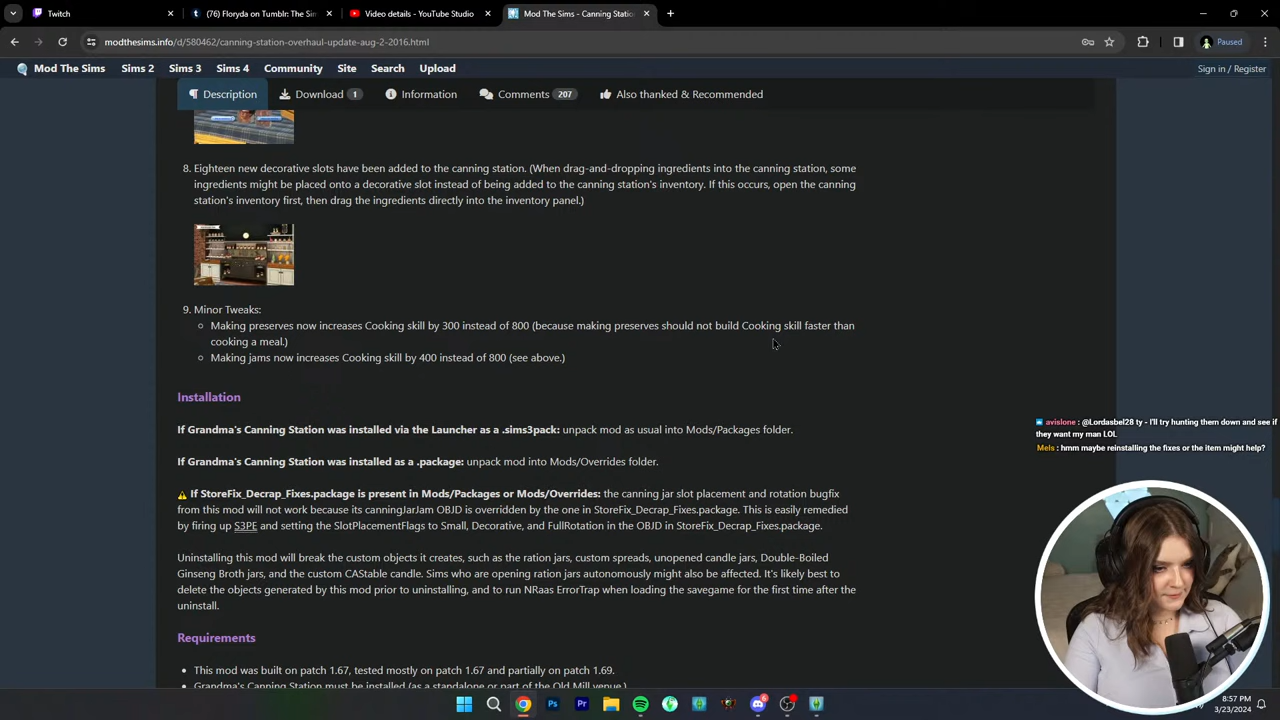 Twitch
(76) Floryda on Tumblr: The Sim
Video details - YouTube Studio
Mod The Sims - Canning Station
modthesims.info/d/580462/canning-station-overhaul-update-aug-2-2016.html
Paused
Mod The Sims
Sims 2
Sims 3
Sims 4
Community
Site
Search
Upload
Sign in / Register
Description
Download 1
Information
Comments 207
Also thanked & Recommended
8. Eighteen new decorative slots have been added to the canning station. (When drag-and-dropping ingredients into the canning station, some
ingredients might be placed onto a decorative slot instead of being added to the canning station's inventory. If this occurs, open the canning
station's inventory first, then drag the ingredients directly into the inventory panel.)
9. Minor Tweaks:
Making preserves now increases Cooking skill by 300 instead of 800 (because making preserves should not build Cooking skill faster than
cooking a meal.)
Making jams now increases Cooking skill by 400 instead of 800 (see above.)
Installation
If Grandma's Canning Station was installed via the Launcher as a .sims3pack: unpack mod as usual into Mods/Packages folder.
If Grandma's Canning Station was installed as a .package: unpack mod into Mods/Overrides folder.
If StoreFix_Decrap_Fixes.package is present in Mods/Packages or Mods/Overrides: the canning jar slot placement and rotation bugfix
from this mod will not work because its canningJarJam OBJD is overridden by the one in StoreFix_Decrap_Fixes.package. This is easily remedied
by firing up S3PE and setting the SlotPlacementFlags to Small, Decorative, and FullRotation in the OBJD in StoreFix_Decrap_Fixes.package.
Uninstalling this mod will break the custom objects it creates, such as the ration jars, custom spreads, unopened candle jars, Double-Boiled
Ginseng Broth jars, and the custom CAStable candle. Sims who are opening ration jars autonomously might also be affected. It's likely best to
delete the objects generated by this mod prior to uninstalling, and to run NRaas ErrorTrap when loading the savegame for the first time after the
uninstall.
Requirements
This mod was built on patch 1.67, tested mostly on patch 1.67 and partially on patch 1.69.
Grandma's Canning Station must be installed (as a standalone or part of the Old Mill venue.)
avislone : @Lordasbel28 ty - I'll try hunting them down and see if
they want my man LOL
Mels : hmm maybe reinstalling the fixes or the item might help?
8:57 PM
3/23/2024